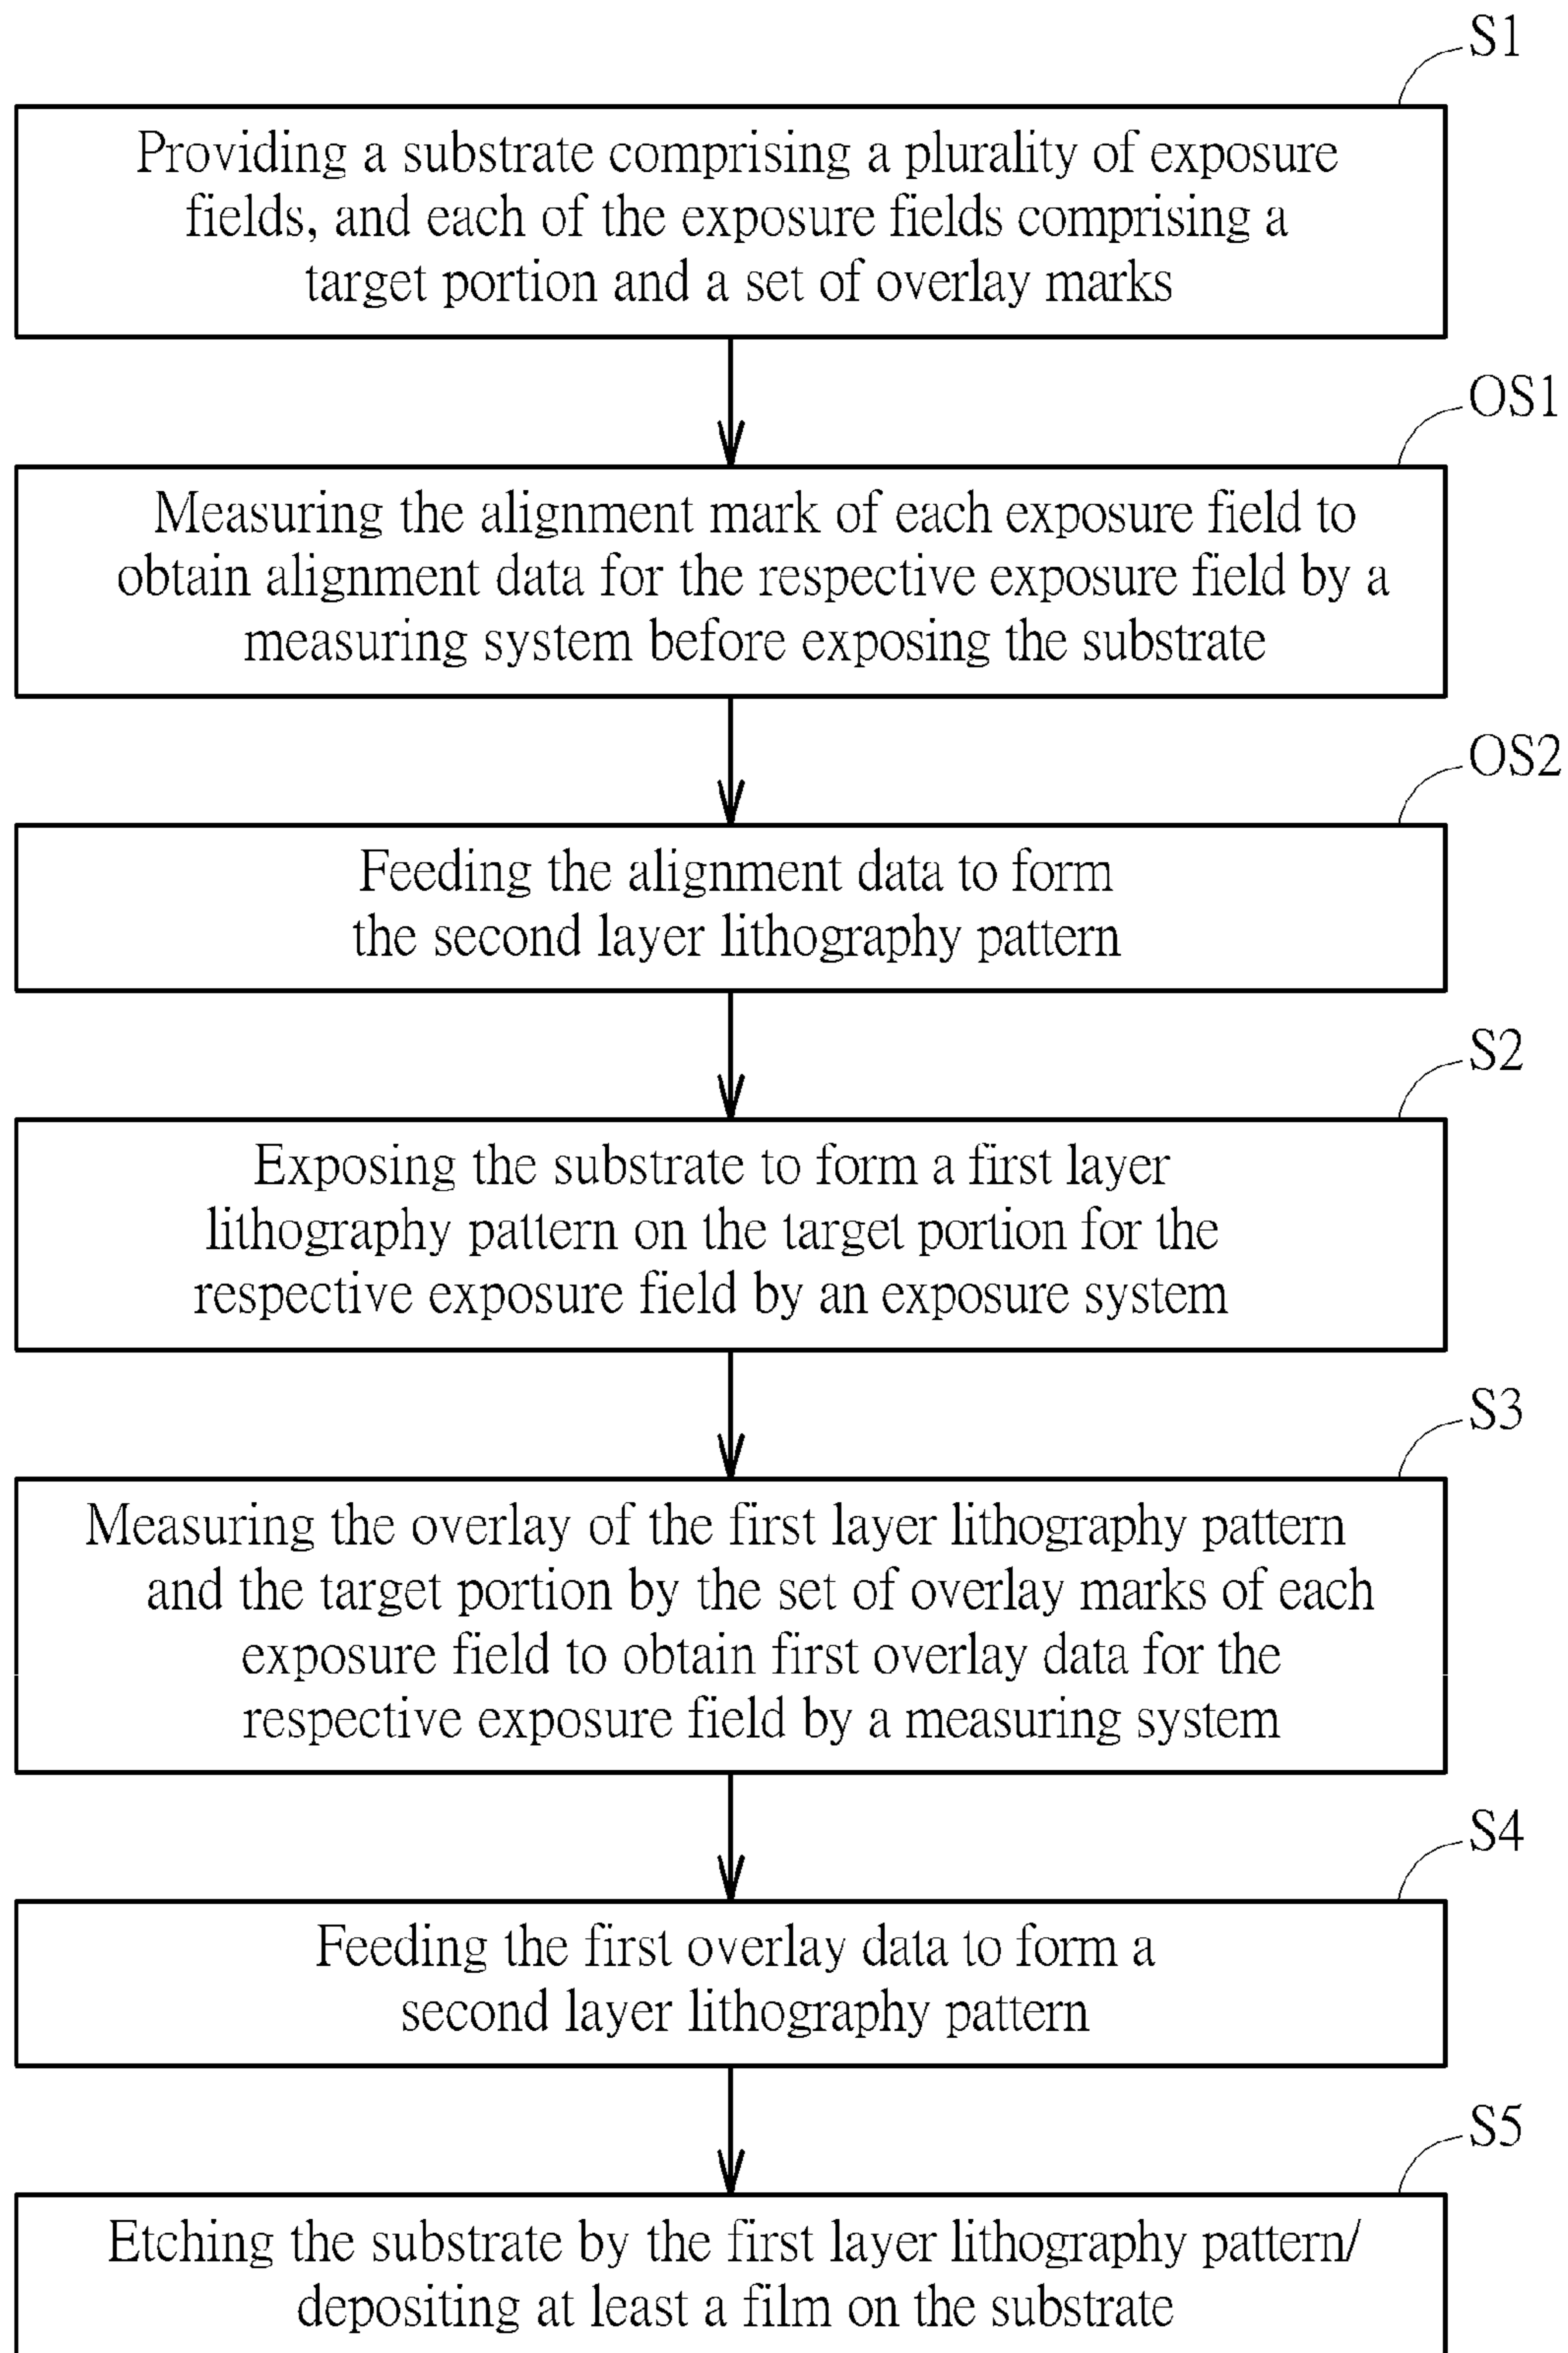 S1
Providing a substrate comprising a plurality of exposure
fields, and each of the exposure fields comprising a
target portion and a set of overlay marks
OS1
Measuring the alignment mark of each exposure field to
obtain alignment data for the respective exposure field by a
measuring system before exposing the substrate
OS2
Feeding the alignment data to form
the second layer lithography pattern
S2
Exposing the substrate to form a first layer
lithography pattern on the target portion for the
respective exposure field by an exposure system
S3
Measuring the overlay of the first layer lithography pattern
and the target portion by the set of overlay marks of each
exposure field to obtain first overlay data for the
respective exposure field by a measuring system
S4
Feeding the first overlay data to form a
second layer lithography pattern
S5
Etching the substrate by the first layer lithography pattern/
depositing at least a film on the substrate